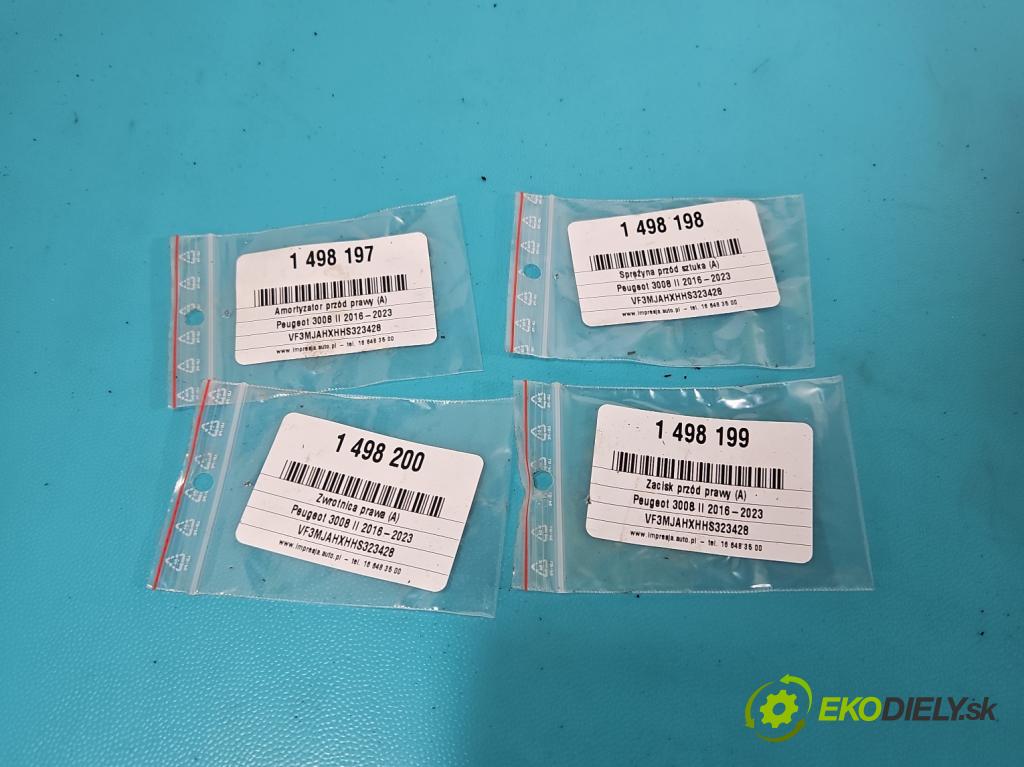 1 498 197
Amortyzator przód prawy (A)
Peugeot 3008 II 2016-2023
VF3MJAHXHHS323428
www.impresja.auto.pl - tel. 16 648 35 00
1 498 198
Sprężyna przód sztuka (A)
Peugeot 3008 II 2016-2023
VF3MJAHXHHS323428
www.impresja.auto.pl - tel. 16 648 35 00
1 498 200
Zwrotnica prawa (A)
Peugeot 3008 II 2016-2023
VF3MJAHXHHS323428
www.impresja.auto.pl - tel. 16 648 35 00
1 498 199
Zacisk przód prawy (A)
Peugeot 3008 II 2016-2023
VF3MJAHXHHS323428
www.impresja.auto.pl - tel. 16 648 35 00
EKODIELY.sk